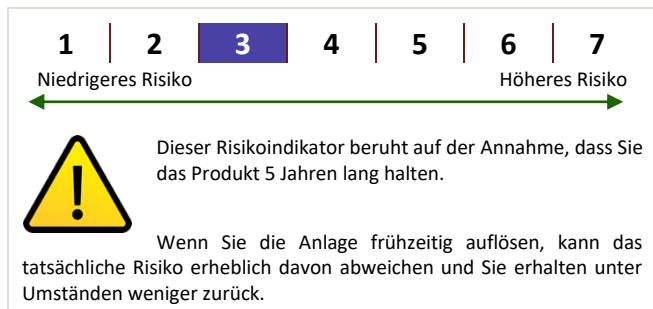 1 2 3 4 5 6 7
Niedrigeres Risiko Höheres Risiko
Dieser Risikoindikator beruht auf der Annahme, dass Sie
das Produkt 5 Jahren lang halten.
Wenn Sie die Anlage frühzeitig auflösen, kann das
tatsächliche Risiko erheblich davon abweichen und Sie erhalten unter
Umständen weniger zurück.